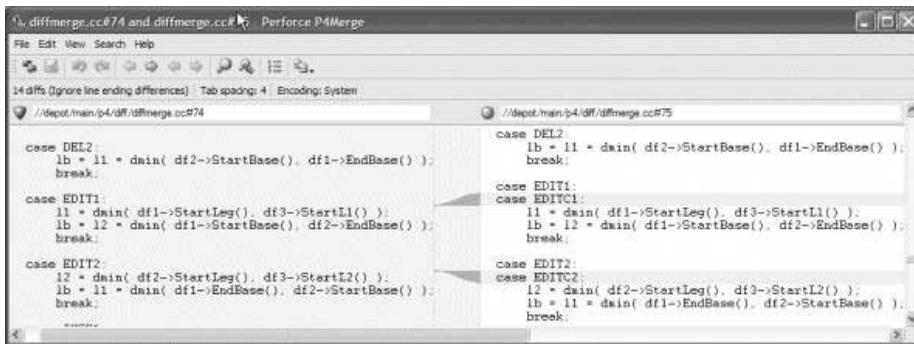 diffmerge.cc#74 and diffmerge.cc#75 - Perforce P4Merge
File Edit View Search Help
14 diffs (Ignore line ending differences) Tab spacing: 4 Encoding: System
//depot/main/p4/diff/diffmerge.cc#74
case DEL2:
lb = l1 = dmin( df2->StartBase(), df1->EndBase() );
break;
case EDIT1:
l1 = dmin( df1->StartLeg(), df3->StartL1() );
lb = l2 = dmin( df1->StartBase(), df2->EndBase() );
break;
case EDIT2:
l2 = dmin( df2->StartLeg(), df3->StartL2() );
lb = l1 = dmin( df1->EndBase(), df2->StartBase() );
break;
//depot/main/p4/diff/diffmerge.cc#75
case DEL2:
lb = l1 = dmin( df2->StartBase(), df1->EndBase() );
break;
case EDIT1:
case EDITC1:
l1 = dmin( df1->StartLeg(), df3->StartL1() );
lb = l2 = dmin( df1->StartBase(), df2->EndBase() );
break;
case EDIT2:
case EDITC2:
l2 = dmin( df2->StartLeg(), df3->StartL2() );
lb = l1 = dmin( df1->EndBase(), df2->StartBase() );
break;